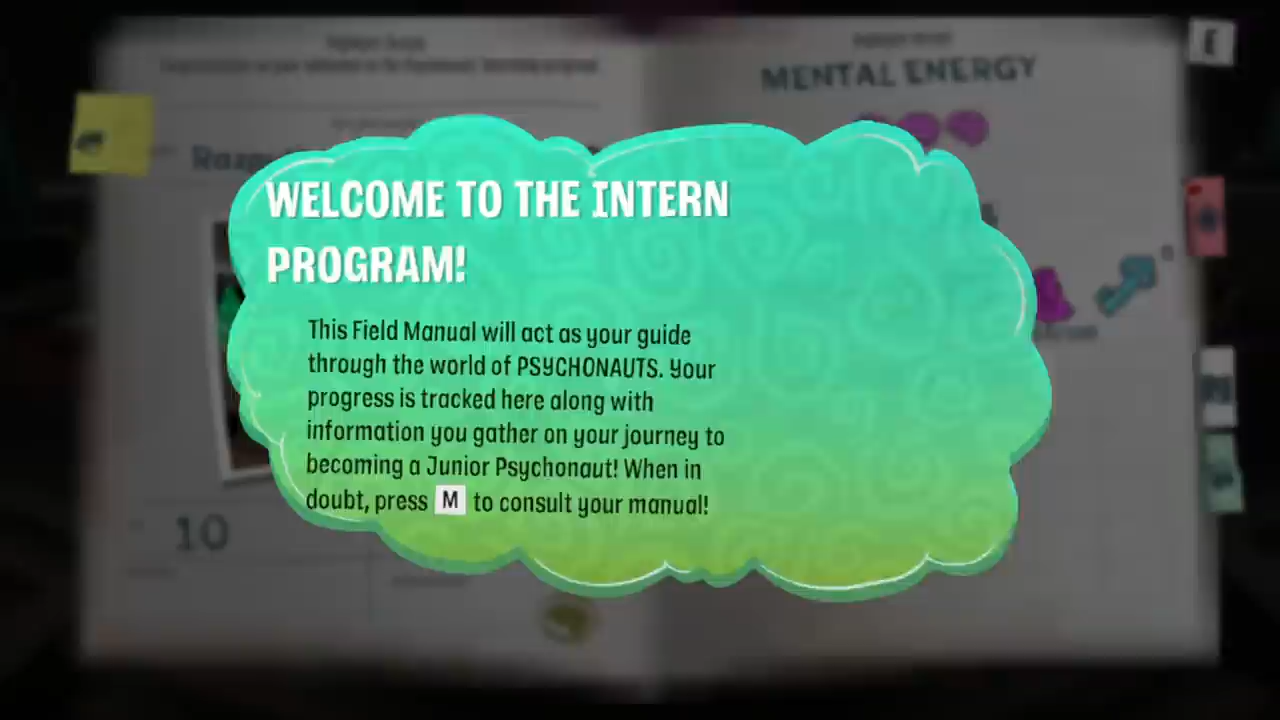 MENTAL ENERGY
E
WELCOME TO THE INTERN
PROGRAM!
This Field Manual will act as your guide
through the world of PSYCHONAUTS. Your
progress is tracked here along with
information you gather on your journey to
becoming a Junior Psychonaut! When in
doubt, press M to consult your manual!
10